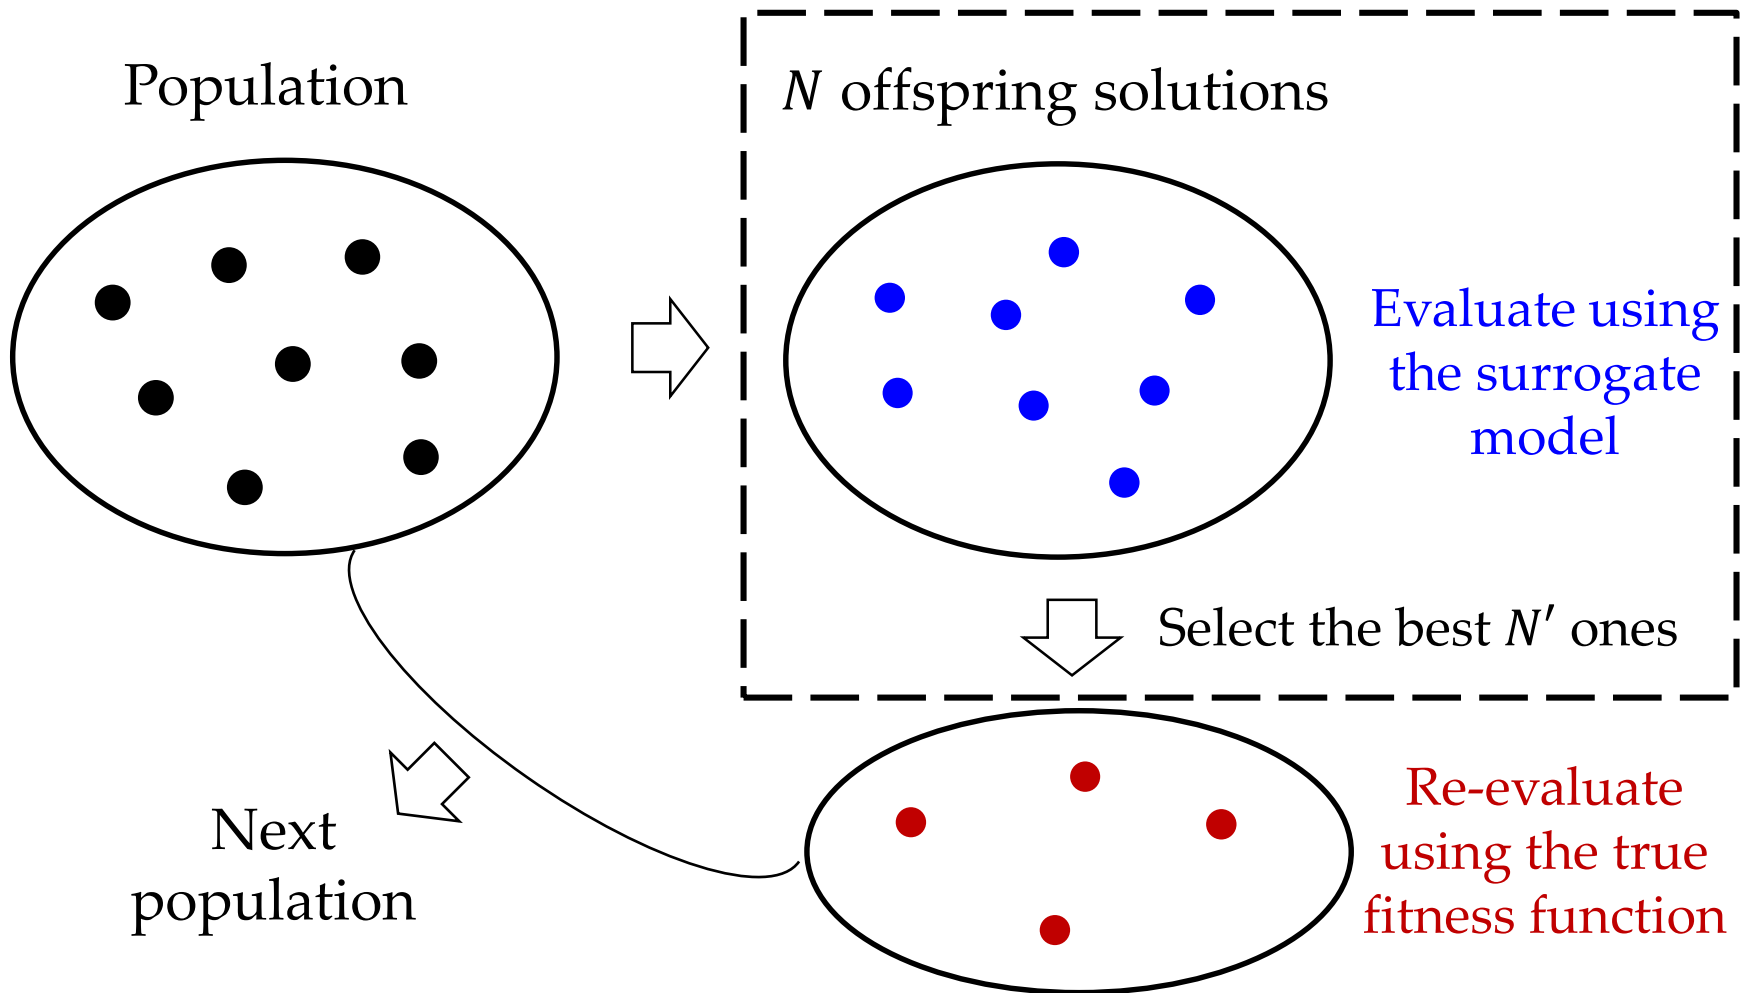 Population
N offspring solutions
Evaluate using
the surrogate
model
Select the best N′ ones
Re-evaluate
using the true
fitness function
Next
population